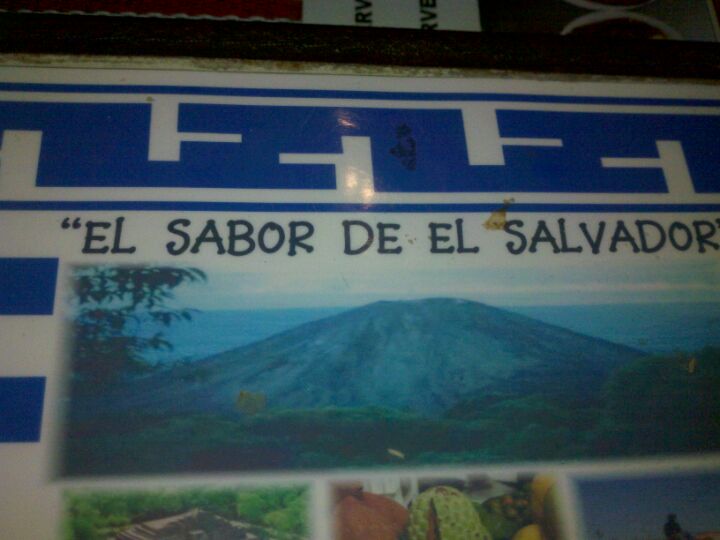 "EL SABOR DE EL SALVADOR"